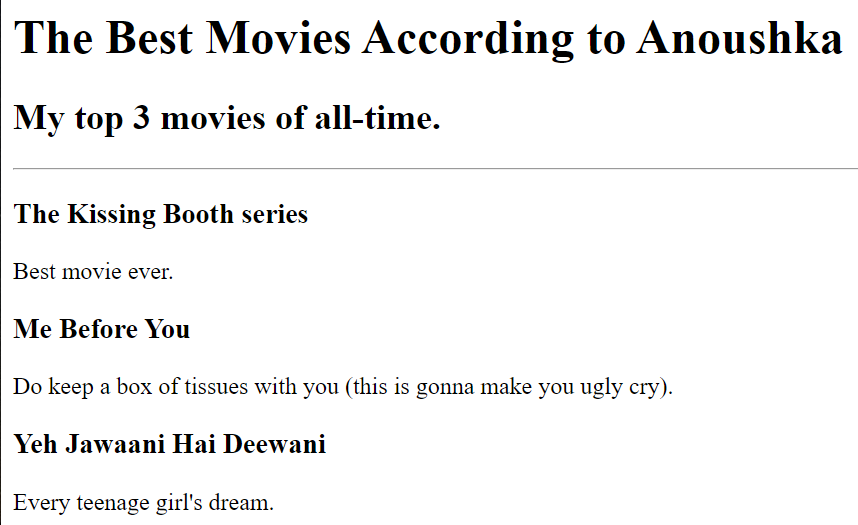 The Best Movies According to Anoushka
My top 3 movies of all-time.
The Kissing Booth series
Best movie ever.
Me Before You
Do keep a box of tissues with you (this is gonna make you ugly cry).
Yeh Jawaani Hai Deewani
Every teenage girl's dream.